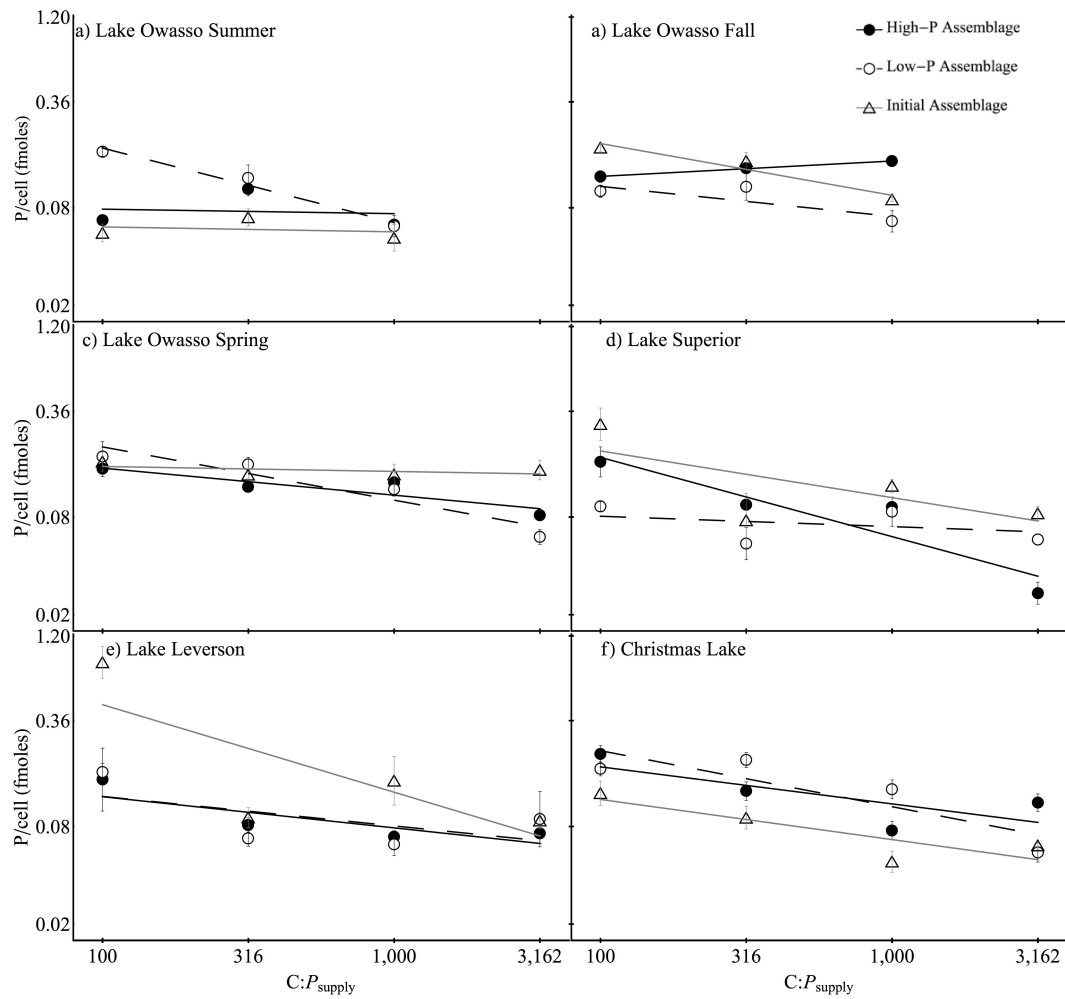 1.20
a) Lake Owasso Summer
a) Lake Owasso Fall
High−P Assemblage
Low−P Assemblage
Initial Assemblage
0.36
0.08
0.02
P/cell (fmoles)
1.20
c) Lake Owasso Spring
d) Lake Superior
0.36
0.08
0.02
P/cell (fmoles)
1.20
e) Lake Leverson
f) Christmas Lake
0.36
0.08
0.02
P/cell (fmoles)
100 316 1,000 3,162 100 316 1,000 3,162
C:Psupply C:Psupply